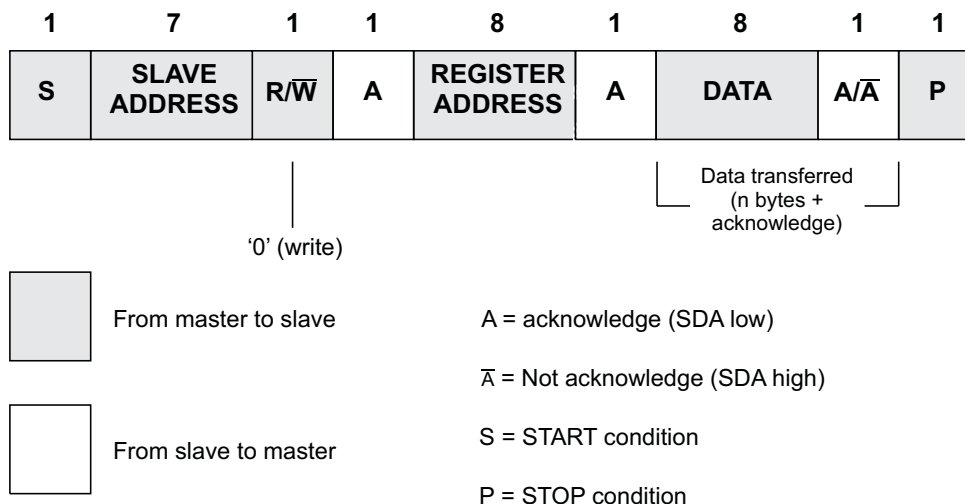 1 7 1 1 8 1 8 1 1
S SLAVE ADDRESS R/W̅ A REGISTER ADDRESS A DATA A/A̅ P
Data transferred
(n bytes +
acknowledge)
‘0’ (write)
From master to slave
A = acknowledge (SDA low)
A̅ = Not acknowledge (SDA high)
From slave to master
S = START condition
P = STOP condition